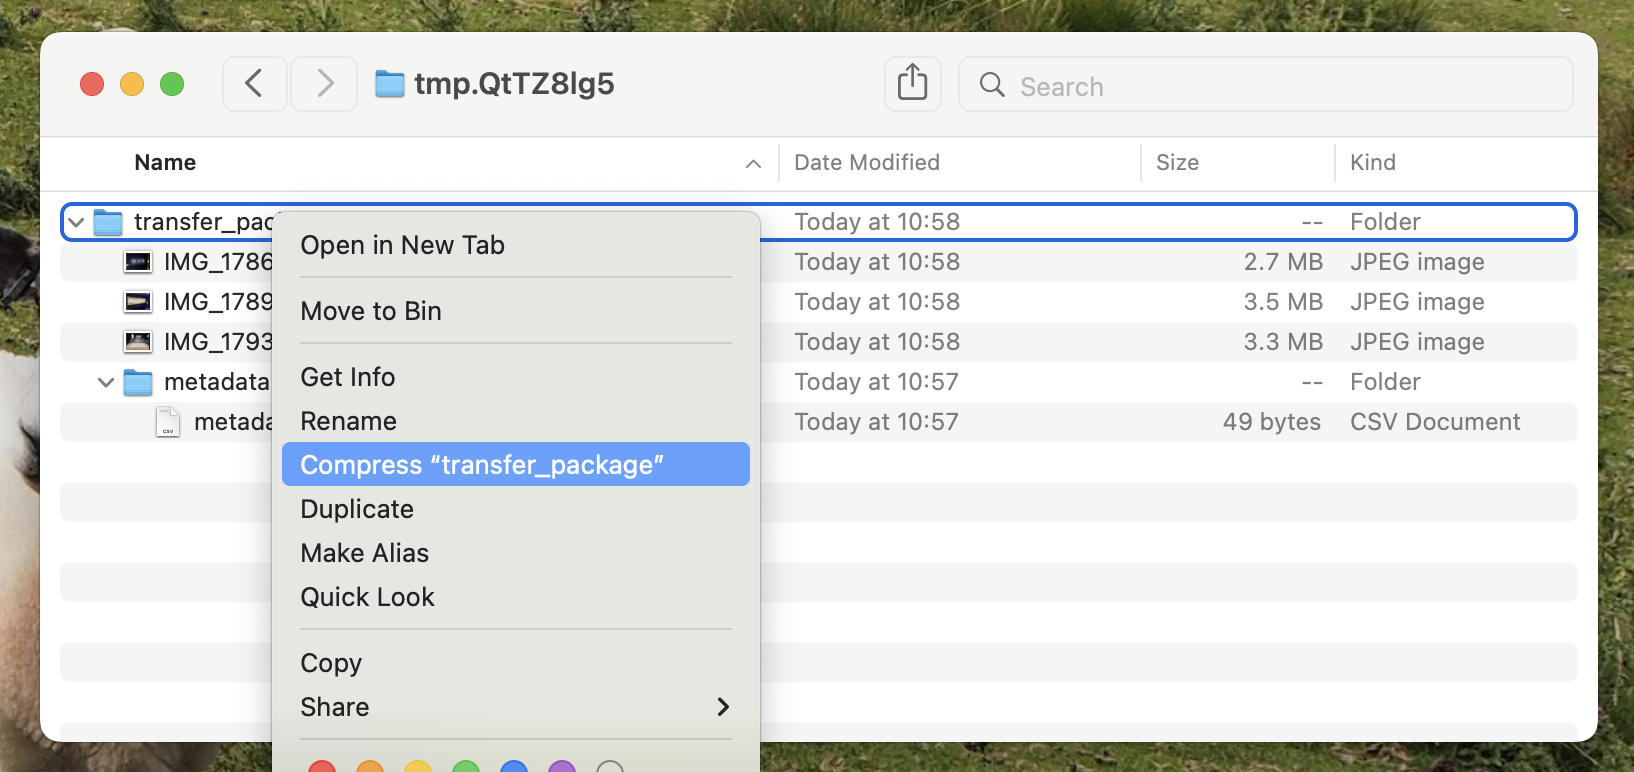 tmp.QtTZ8lg5
Search
Name Date Modified Size Kind
Today at 10:58 -- Folder
Open in New Tab
IMG_1786 Today at 10:58 2.7 MB JPEG image
IMG_1789 Today at 10:58 3.5 MB JPEG image
Move to Bin
IMG_1793 Today at 10:58 3.3 MB JPEG image
Get Info
metadata Today at 10:57 -- Folder
Rename
CSV Today at 10:57 49 bytes CSV Document
Compress “transfer_package”
Duplicate
Make Alias
Quick Look
Copy
Share